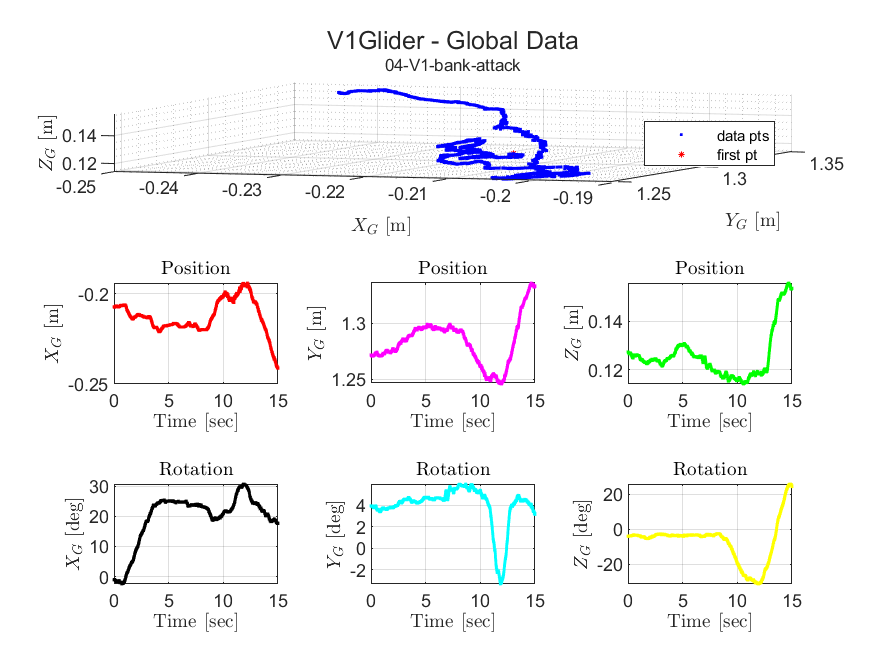 V1Glider - Global Data
04-V1-bank-attack
Z_G [m]
0.14
0.12
-0.25
-0.24
-0.23
-0.22
-0.21
-0.2
-0.19
1.25
1.3
1.35
X_G [m]
Y_G [m]
data pts
first pt
Position
X_G [m]
-0.2
-0.25
0 5 10 15
Time [sec]
Position
Y_G [m]
1.3
1.25
0 5 10 15
Time [sec]
Position
Z_G [m]
0.14
0.12
0 5 10 15
Time [sec]
Rotation
X_G [deg]
30
20
10
0
0 5 10 15
Time [sec]
Rotation
Y_G [deg]
4
2
0
-2
0 5 10 15
Time [sec]
Rotation
Z_G [deg]
20
0
-20
0 5 10 15
Time [sec]